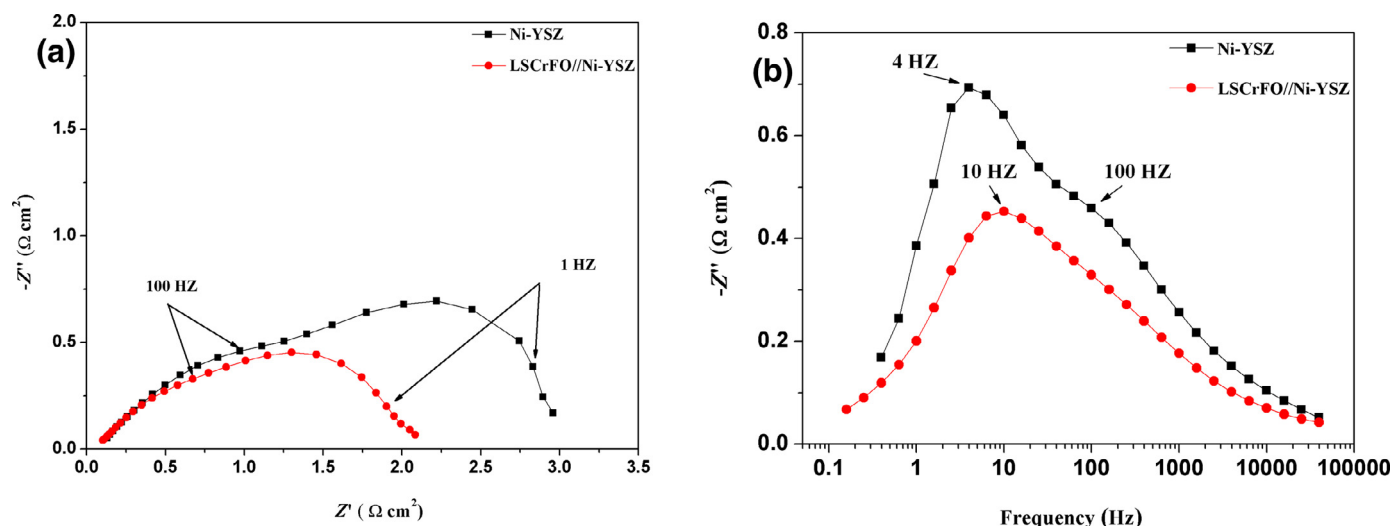 (a)
Ni-YSZ
LSCrFO//Ni-YSZ
2.0
1.5
1.0
0.5
0.0
-Z'' (Ω cm²)
100 HZ
1 HZ
0.0 0.5 1.0 1.5 2.0 2.5 3.0 3.5
Z' (Ω cm²)
(b)
Ni-YSZ
LSCrFO//Ni-YSZ
0.8
0.6
0.4
0.2
0.0
-Z'' (Ω cm²)
4 HZ
10 HZ
100 HZ
0.1 1 10 100 1000 10000 100000
Frequency (Hz)